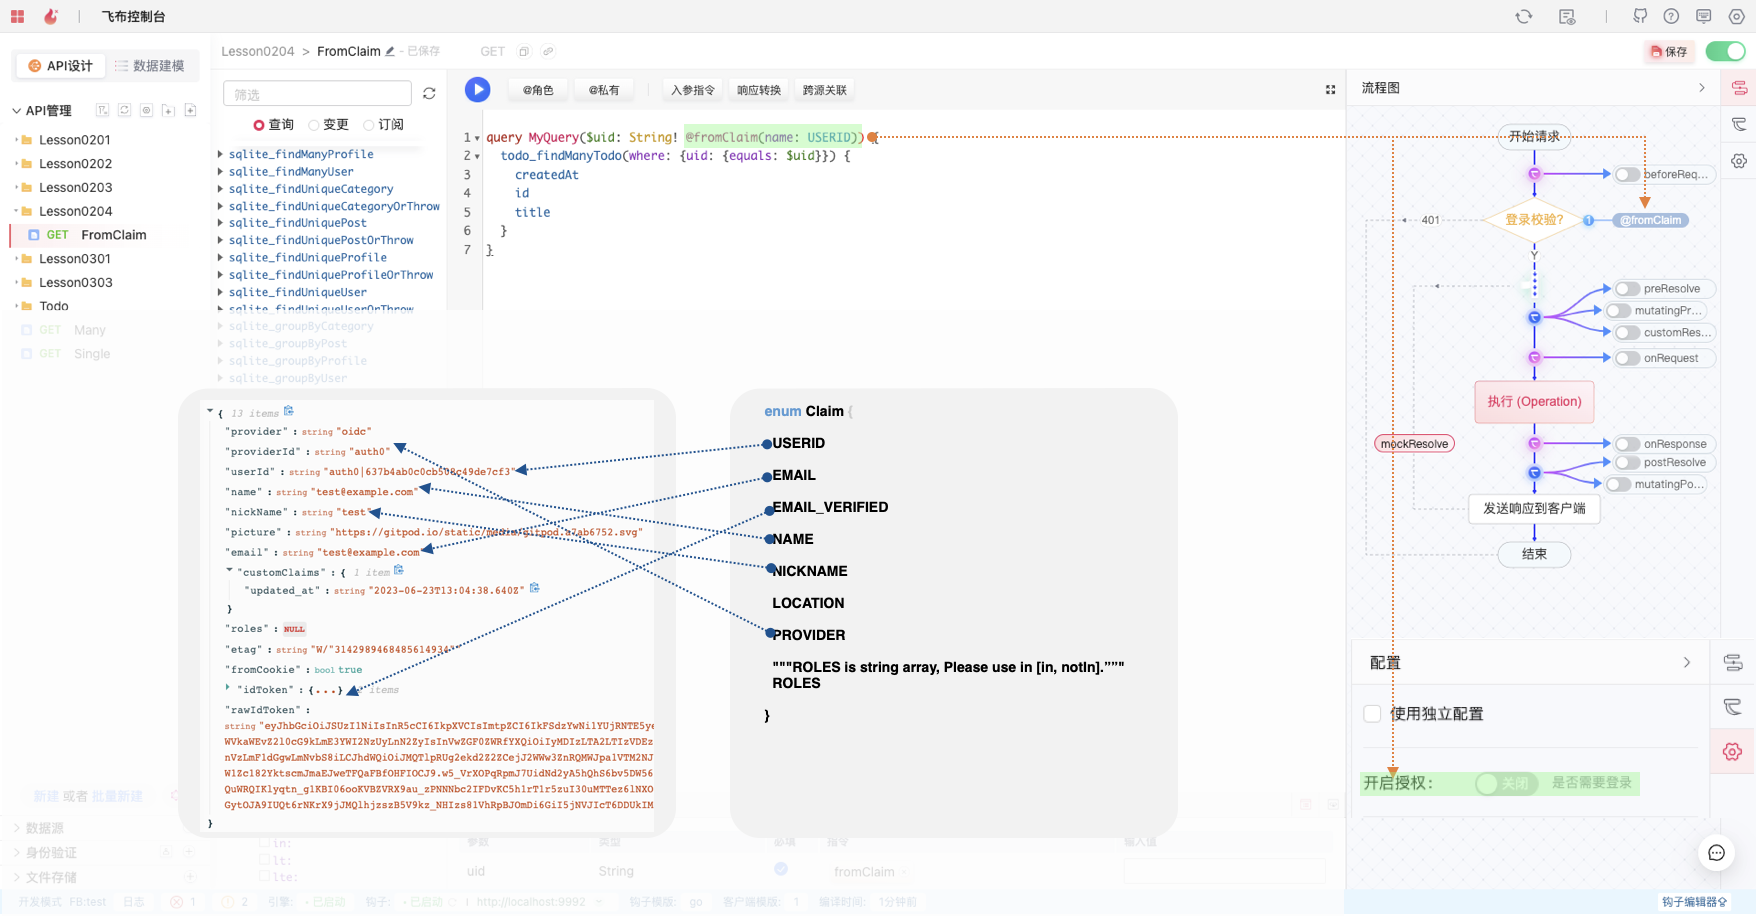 飞布控制台
API设计
数据建模
Lesson0204 > FromClaim - 已保存
GET
保存
API管理
Lesson0201
Lesson0202
Lesson0203
Lesson0204
GET FromClaim
Lesson0301
Lesson0303
Todo
GET Many
GET Single
新建 或者 批量新建
数据源
身份验证
文件存储
筛选
查询 变更 订阅
sqlite_findManyProfile
sqlite_findManyUser
sqlite_findUniqueCategory
sqlite_findUniqueCategoryOrThrow
sqlite_findUniquePost
sqlite_findUniquePostOrThrow
sqlite_findUniqueProfile
sqlite_findUniqueProfileOrThrow
sqlite_findUniqueUser
sqlite_findUniqueUserOrThrow
sqlite_groupByCategory
sqlite_groupByPost
sqlite_groupByProfile
sqlite_groupByUser
@角色 @私有 入参指令 响应转换 跨源关联
1 query MyQuery($uid: String! @fromClaim(name: USERID)) {
2 todo_findManyTodo(where: {uid: {equals: $uid}}) {
3 createdAt
4 id
5 title
6 }
7 }
流程图
开始请求
beforeReq...
401
登录校验?
1
@fromClaim
Y
preResolve
mutatingPr...
customRes...
onRequest
执行 (Operation)
mockResolve
onResponse
postResolve
mutatingPo...
发送响应到客户端
结束
{ 13 items
"provider" : string "oidc"
"providerId" : string "auth0"
"userId" : string "auth0|637b4ab0c0cb508c49de7cf3"
"name" : string "test@example.com"
"nickName" : string "test"
"picture" : string "https://gitpod.io/static/media/gitpod.a7ab6752.svg"
"email" : string "test@example.com"
"customClaims" : { 1 item
"updated_at" : string "2023-06-23T13:04:38.640Z"
}
"roles" : NULL
"etag" : string "W/"3142989468485614934"
"fromCookie" : bool true
"idToken" : {...} items
"rawIdToken" :
}
enum Claim {
USERID
EMAIL
EMAIL_VERIFIED
NAME
NICKNAME
LOCATION
PROVIDER
"""ROLES is string array, Please use in [in, notIn].”””"
ROLES
}
配置
使用独立配置
开启授权： 关闭 是否需要登录
in:
lt:
lte:
参数 类型 必填 指令 输入值
uid String fromClaim
开发模式 FB:test 日志 1 2 引擎: 已启动 钩子: 已启动 http://localhost:9992 钩子模版: go 客户端模版: 1 编译时间: 1分钟前
钩子编辑器